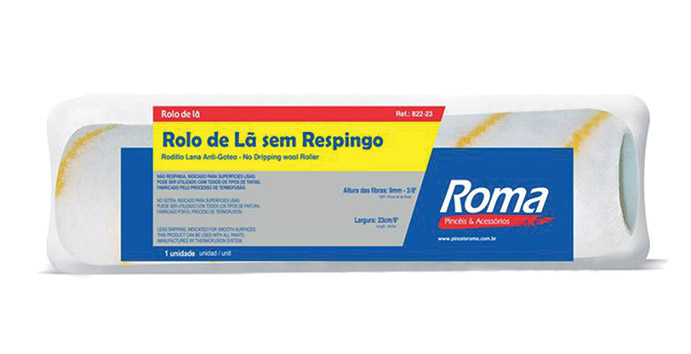 Rolo de lã
Ref.: 822-23
Rolo de Lã sem Respingo
Rodillo Lana Anti-Goteo - No Dripping wool Roller
NÃO RESPINGA. INDICADO PARA SUPERFICIES LISAS.
PODE SER UTILIZADO COM TODOS OS TIPOS DE TINTAS.
FABRICADO PELO PROCESSO DE TERMOFUSÃO
NO GOTEA. INDICADO PARA SUPERFICIES LISAS.
PUEDE SER UTILIZADO CON TODOS LOS TIPOS DE PINTURA.
FABRICADO POR EL PROCESO DE TERMOFUSION
LESS DRIPPING, INDICATED FOR SMOOTH SURFACES
THIS PRODUCT CAN BE USED WITH ALL PAINTS
MANUFACTURED BY THERMOFUSION SYSTEM.
1 unidade unidad / unit
Altura das fibras: 9mm - 3/8"
Largura: 23cm/9"
Roma
Pincéis & Acessórios
www.pinceisroma.com.br